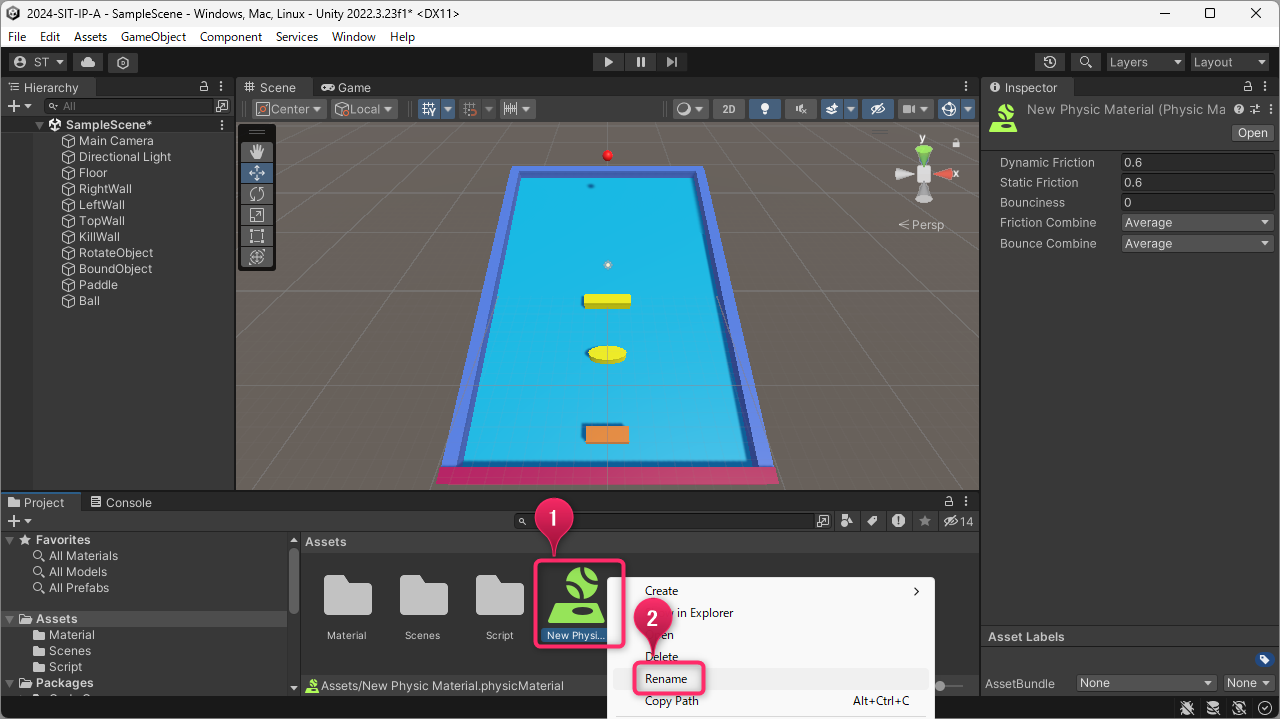 2024-SIT-IP-A - SampleScene - Windows, Mac, Linux - Unity 2022.3.23f1* <DX11>
File Edit Assets GameObject Component Services Window Help
ST
Layers
Layout
Hierarchy
All
SampleScene*
Main Camera
Directional Light
Floor
RightWall
LeftWall
TopWall
KillWall
RotateObject
BoundObject
Paddle
Ball
Scene
Game
Center
Local
2D
y
x
Persp
Inspector
New Physic Material (Physic Ma
Open
Dynamic Friction 0.6
Static Friction 0.6
Bounciness 0
Friction Combine Average
Bounce Combine Average
Project
Console
14
Favorites
All Materials
All Models
All Prefabs
Assets
Material
Scenes
Script
Packages
Assets
Material
Scenes
Script
New Physi...
1
Create
in Explorer
2
Delete
Rename
Copy Path Alt+Ctrl+C
Assets/New Physic Material.physicMaterial
Asset Labels
AssetBundle None None